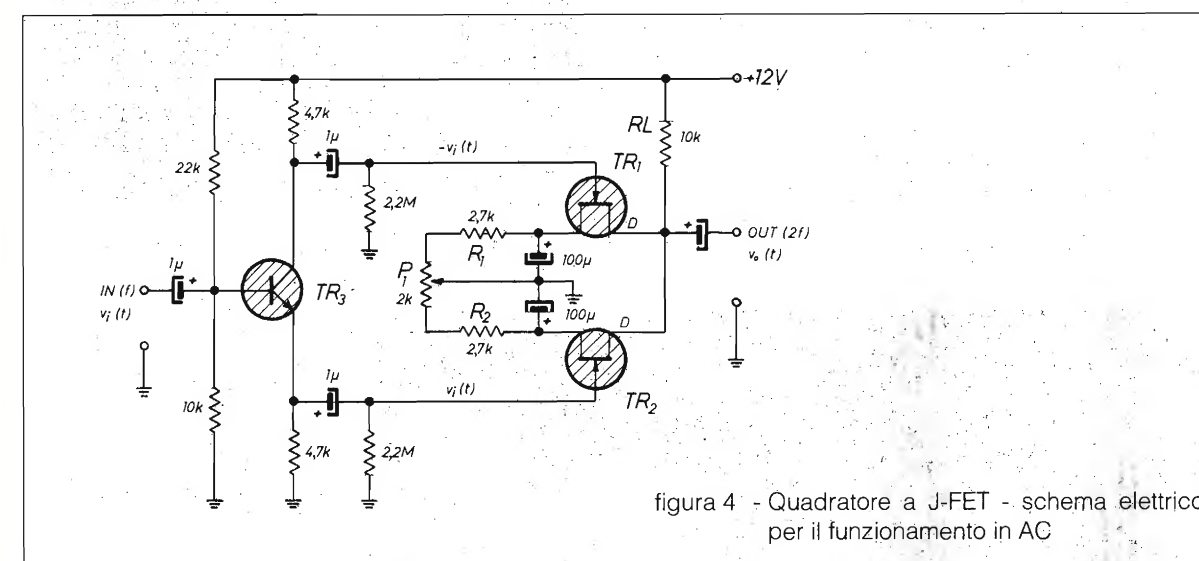 +12V
4,7k
RL
10k
1µ
-vi (t)
TR1
22k
2,2M
2,7k
D
R1
+
100µ
OUT (2f)
vo (t)
1µ
+
IN (f)
vi (t)
TR3
P1
2k
R2
2,7k
+
100µ
D
1µ
+
vi (t)
TR2
10k
4,7k
2,2M
figura 4 - Quadratore a J-FET - schema elettrico
per il funzionamento in AC